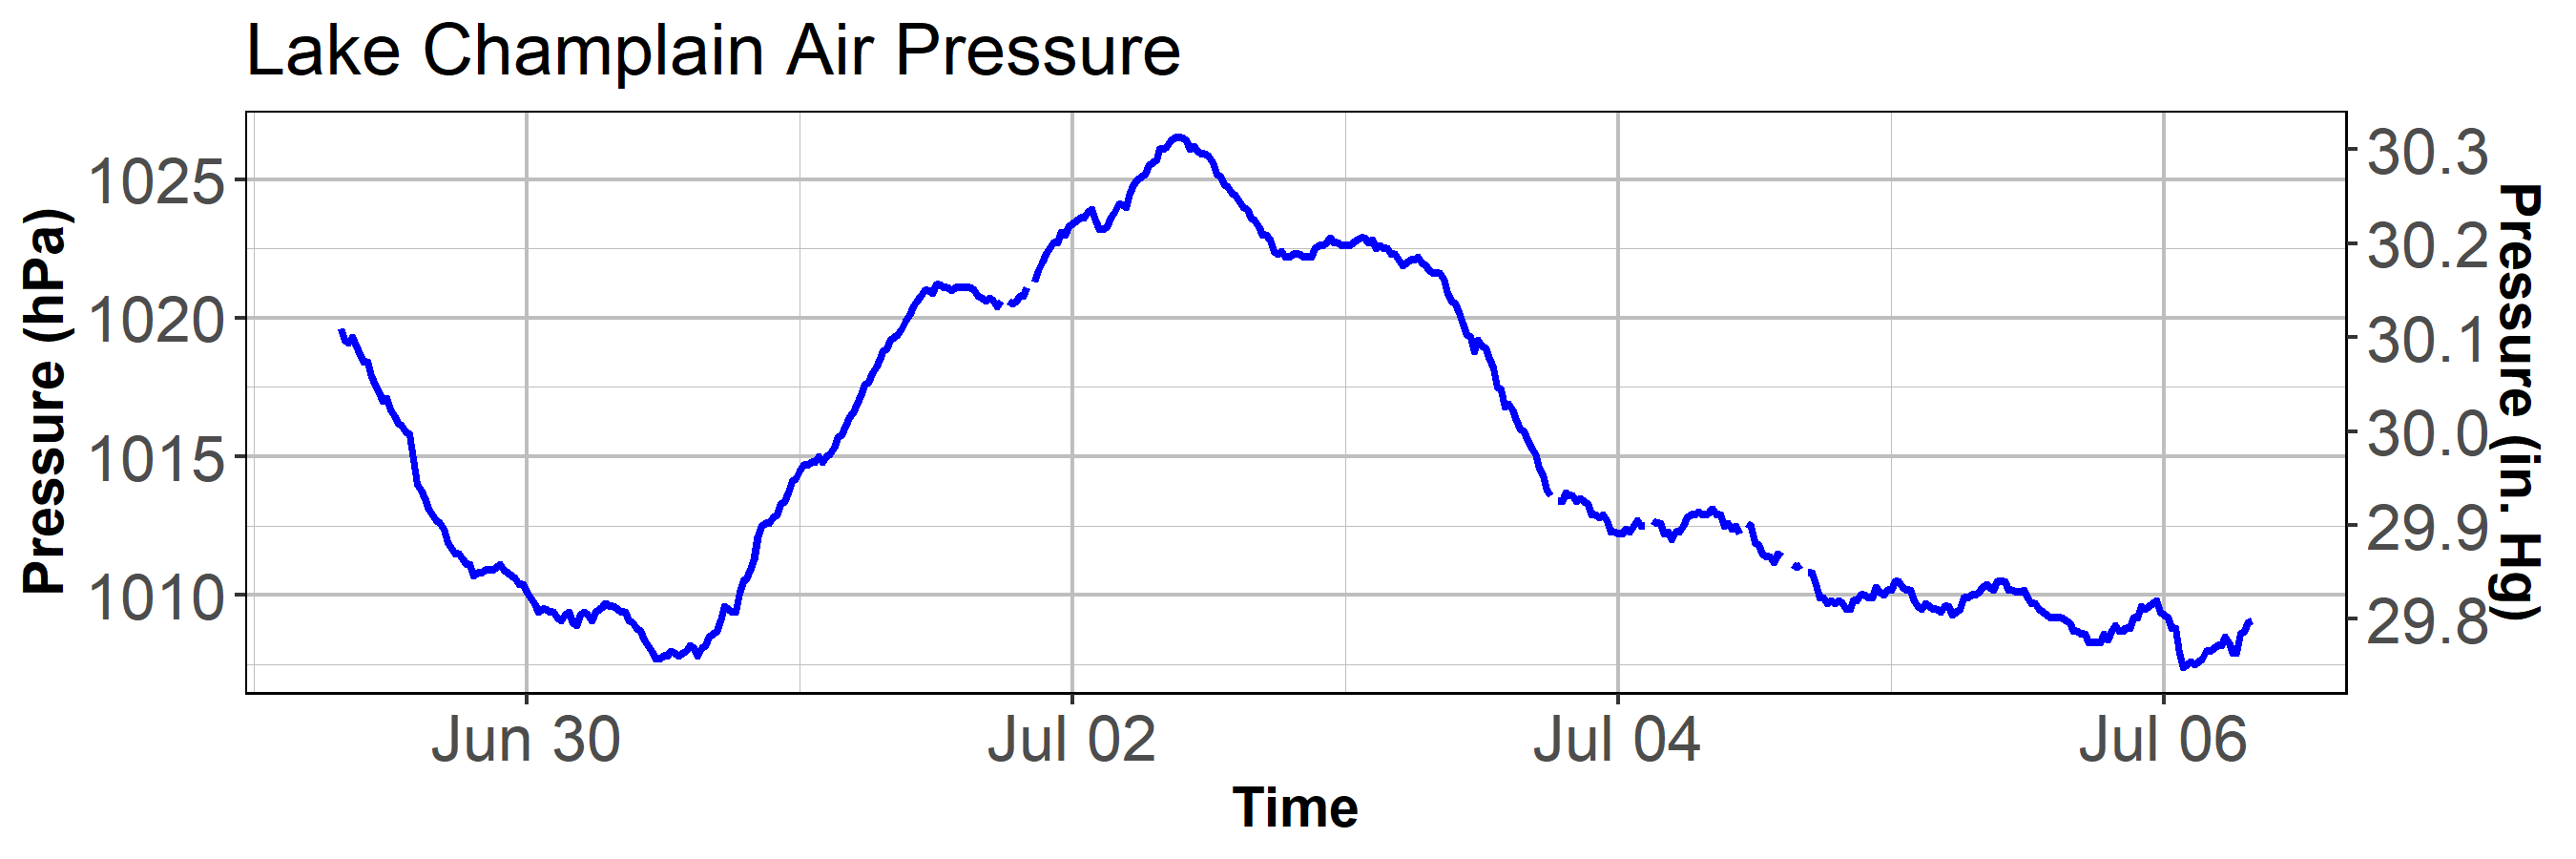 Lake Champlain Air Pressure
Pressure (hPa)
1025
1020
1015
1010
30.3
30.2
30.1
30.0
29.9
29.8
Pressure (in. Hg)
Jun 30
Jul 02
Jul 04
Jul 06
Time